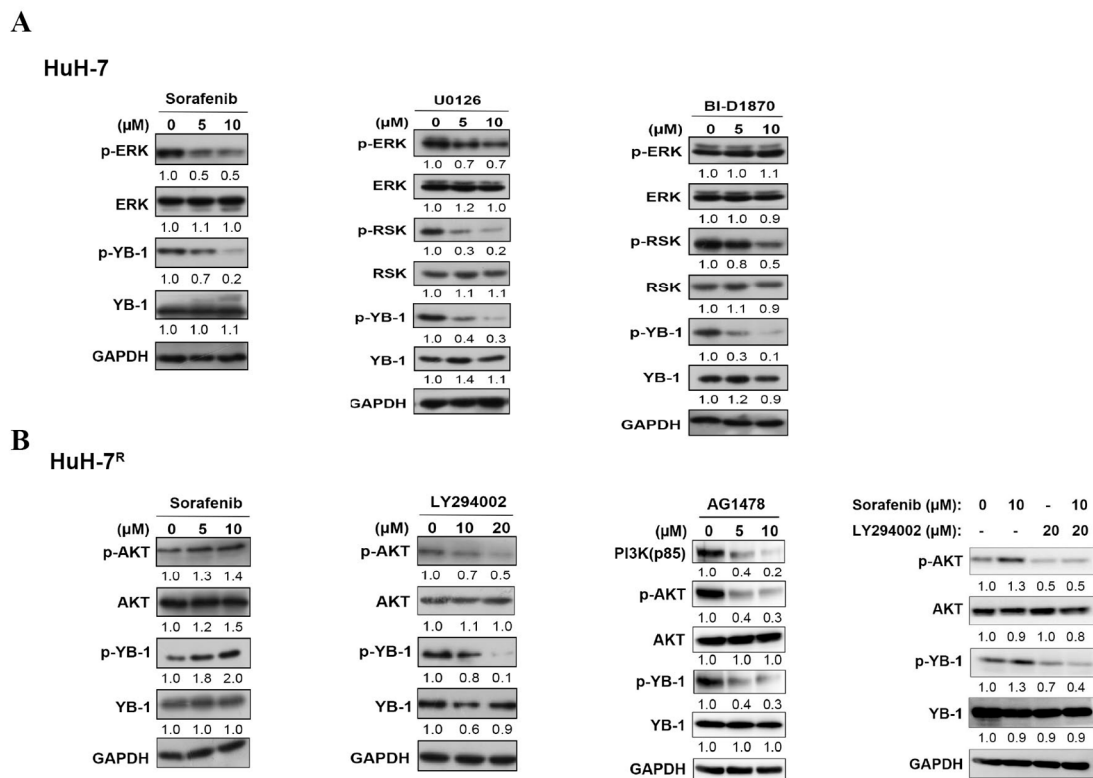 A
HuH-7
Sorafenib
(μM) 0 5 10
p-ERK
1.0 0.5 0.5
ERK
1.0 1.1 1.0
p-YB-1
1.0 0.7 0.2
YB-1
1.0 1.0 1.1
GAPDH
U0126
(μM) 0 5 10
p-ERK
1.0 0.7 0.7
ERK
1.0 1.2 1.0
p-RSK
1.0 0.3 0.2
RSK
1.0 1.1 1.1
p-YB-1
1.0 0.4 0.3
YB-1
1.0 1.4 1.1
GAPDH
BI-D1870
(μM) 0 5 10
p-ERK
1.0 1.0 1.1
ERK
1.0 1.0 0.9
p-RSK
1.0 0.8 0.5
RSK
1.0 1.1 0.9
p-YB-1
1.0 0.3 0.1
YB-1
1.0 1.2 0.9
GAPDH
B
HuH-7ᴿ
Sorafenib
(μM) 0 5 10
p-AKT
1.0 1.3 1.4
AKT
1.0 1.2 1.5
p-YB-1
1.0 1.8 2.0
YB-1
1.0 1.0 1.0
GAPDH
LY294002
(μM) 0 10 20
p-AKT
1.0 0.7 0.5
AKT
1.0 1.1 1.0
p-YB-1
1.0 0.8 0.1
YB-1
1.0 0.6 0.9
GAPDH
AG1478
(μM) 0 5 10
PI3K(p85)
1.0 0.4 0.2
p-AKT
1.0 0.4 0.3
AKT
1.0 1.0 1.0
p-YB-1
1.0 0.4 0.3
YB-1
1.0 1.0 1.0
GAPDH
Sorafenib (μM): 0 10 - 10
LY294002 (μM): - - 20 20
p-AKT
1.0 1.3 0.5 0.5
AKT
1.0 0.9 1.0 0.8
p-YB-1
1.0 1.3 0.7 0.4
YB-1
1.0 0.9 0.9 0.9
GAPDH